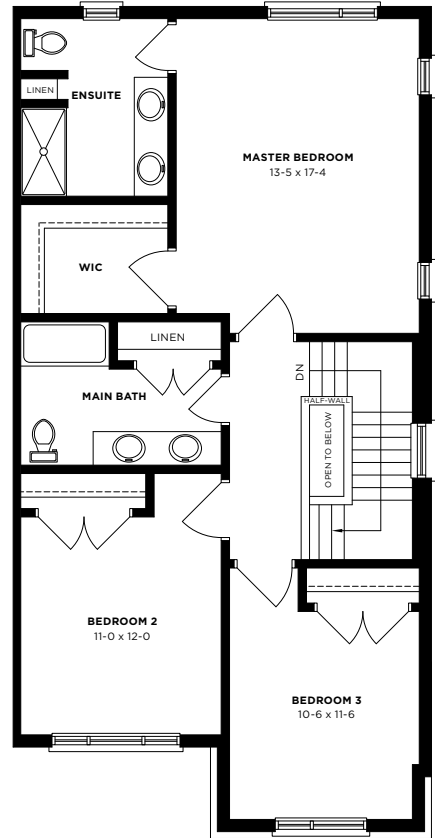 LINEN
ENSUITE
MASTER BEDROOM
13-5 x 17-4
WIC
LINEN
DN
MAIN BATH
HALF-WALL
OPEN TO BELOW
BEDROOM 2
11-0 x 12-0
BEDROOM 3
10-6 x 11-6